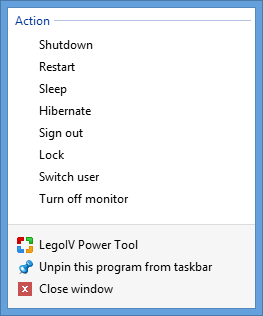 Action
Shutdown
Restart
Sleep
Hibernate
Sign out
Lock
Switch user
Turn off monitor
LegoIV Power Tool
Unpin this program from taskbar
Close window